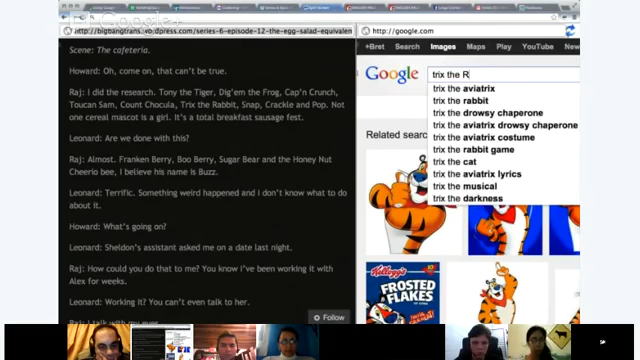 Google+
http://bigbangtrans.wordpress.com/series-6-episode-12-the-egg-salad-equivalen
Scene: The cafeteria.
Howard: Oh, come on, that can't be true.
Raj: I did the research. Tony the Tiger, Dig'em the Frog, Cap'n Crunch,
Toucan Sam, Count Chocula, Trix the Rabbit, Snap, Crackle and Pop. Not
one cereal mascot is a girl. It's a total breakfast sausage fest.
Leonard: Are we done with this?
Raj: Almost. Franken Berry, Boo Berry, Sugar Bear and the Honey Nut
Cheerio bee, I believe his name is Buzz.
Leonard: Terrific. Something weird happened and I don't know what to do
about it.
Howard: What's going on?
Leonard: Sheldon's assistant asked me on a date last night.
Raj: How could you do that to me? You know i've been working it with
Alex for weeks.
Leonard: Working it? You can't even talk to her.
Raj: I talk with my eyes
Follow
http://google.com
+Bret Search Images Maps Play YouTube New
Google
trix the R
trix the aviatrix
trix the rabbit
trix the drowsy chaperone
trix the aviatrix drowsy chaperone
trix the aviatrix costume
trix the rabbit game
trix the cat
trix the aviatrix lyrics
trix the musical
trix the darkness
Related sear
Kellogg's
FROSTED
FLAKES